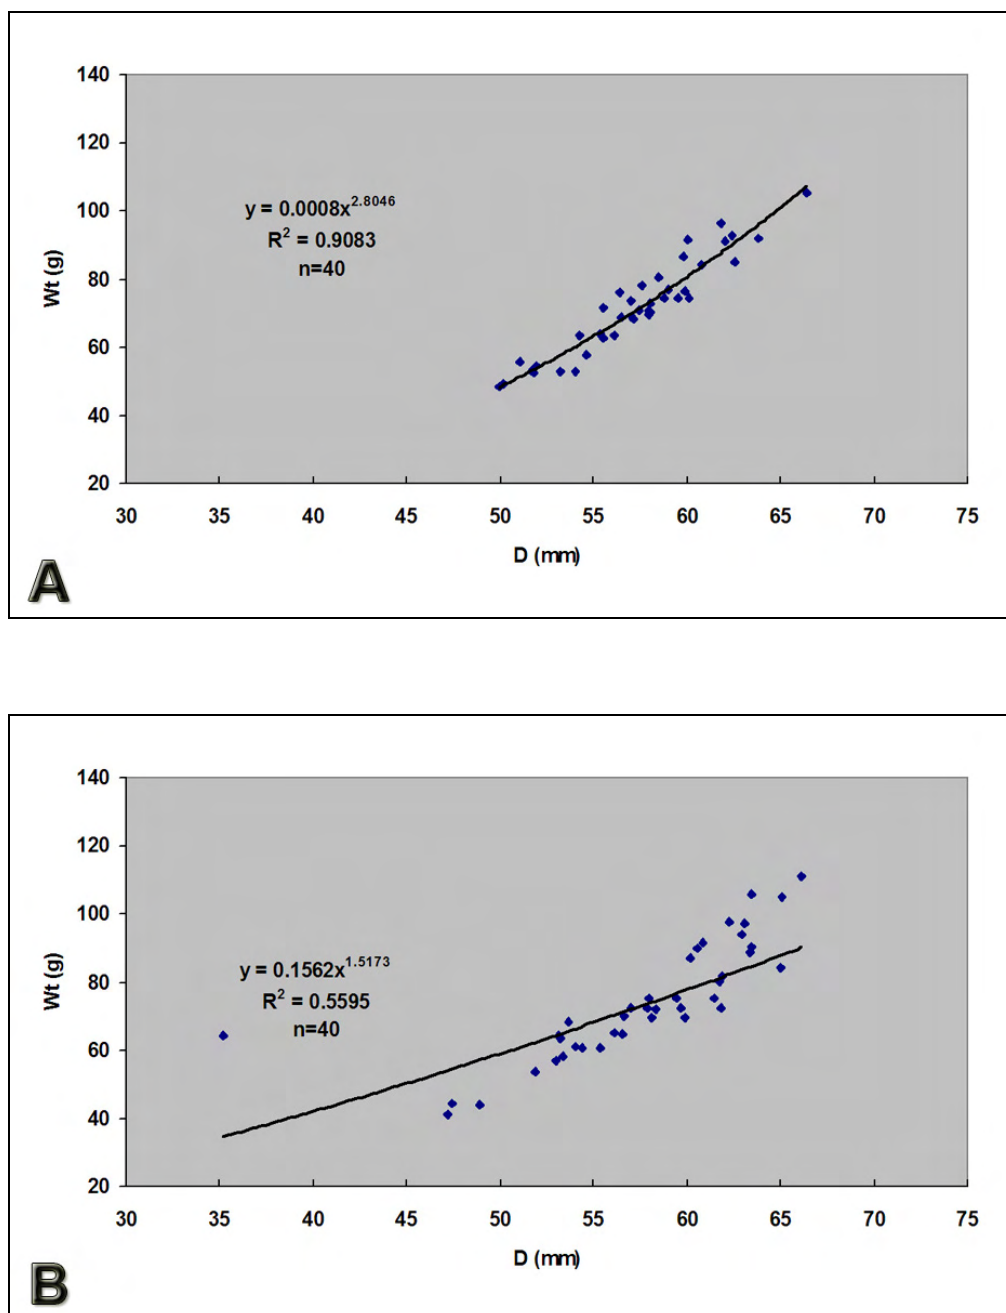 140
120
100
80
60
40
20
Wt (g)
y = 0.0008x^2.8046
R^2 = 0.9083
n=40
30 35 40 45 50 55 60 65 70 75
D (mm)
A
140
120
100
80
60
40
20
Wt (g)
y = 0.1562x^1.5173
R^2 = 0.5595
n=40
30 35 40 45 50 55 60 65 70 75
D (mm)
B